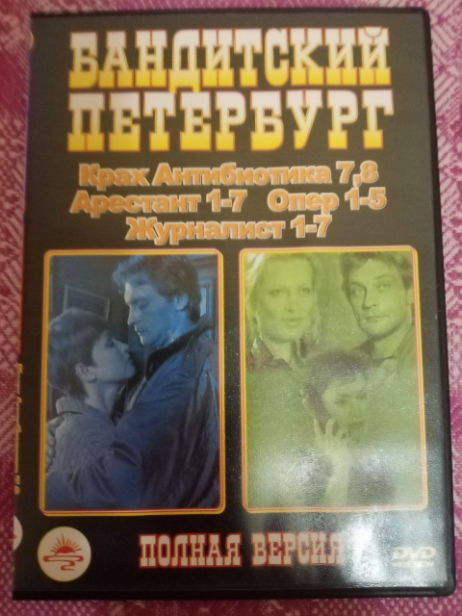 БАНДИТСКИЙ
ПЕТЕРБУРГ
Крах Антибиотика 7,8
Арестант 1-7 Опер 1-5
Журналист 1-7
ПОЛНАЯ ВЕРСИЯ
DVD